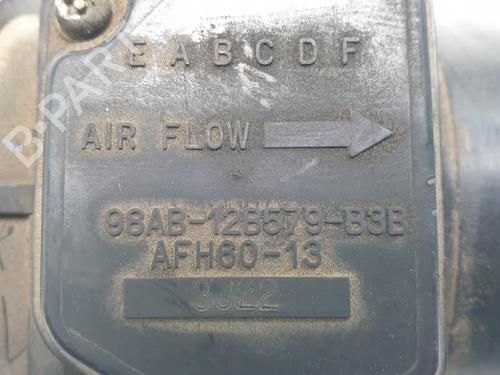 E A B C D F
AIR FLOW
98AB-12B579-B3B
AFH60-13
3J22
B-PARTS